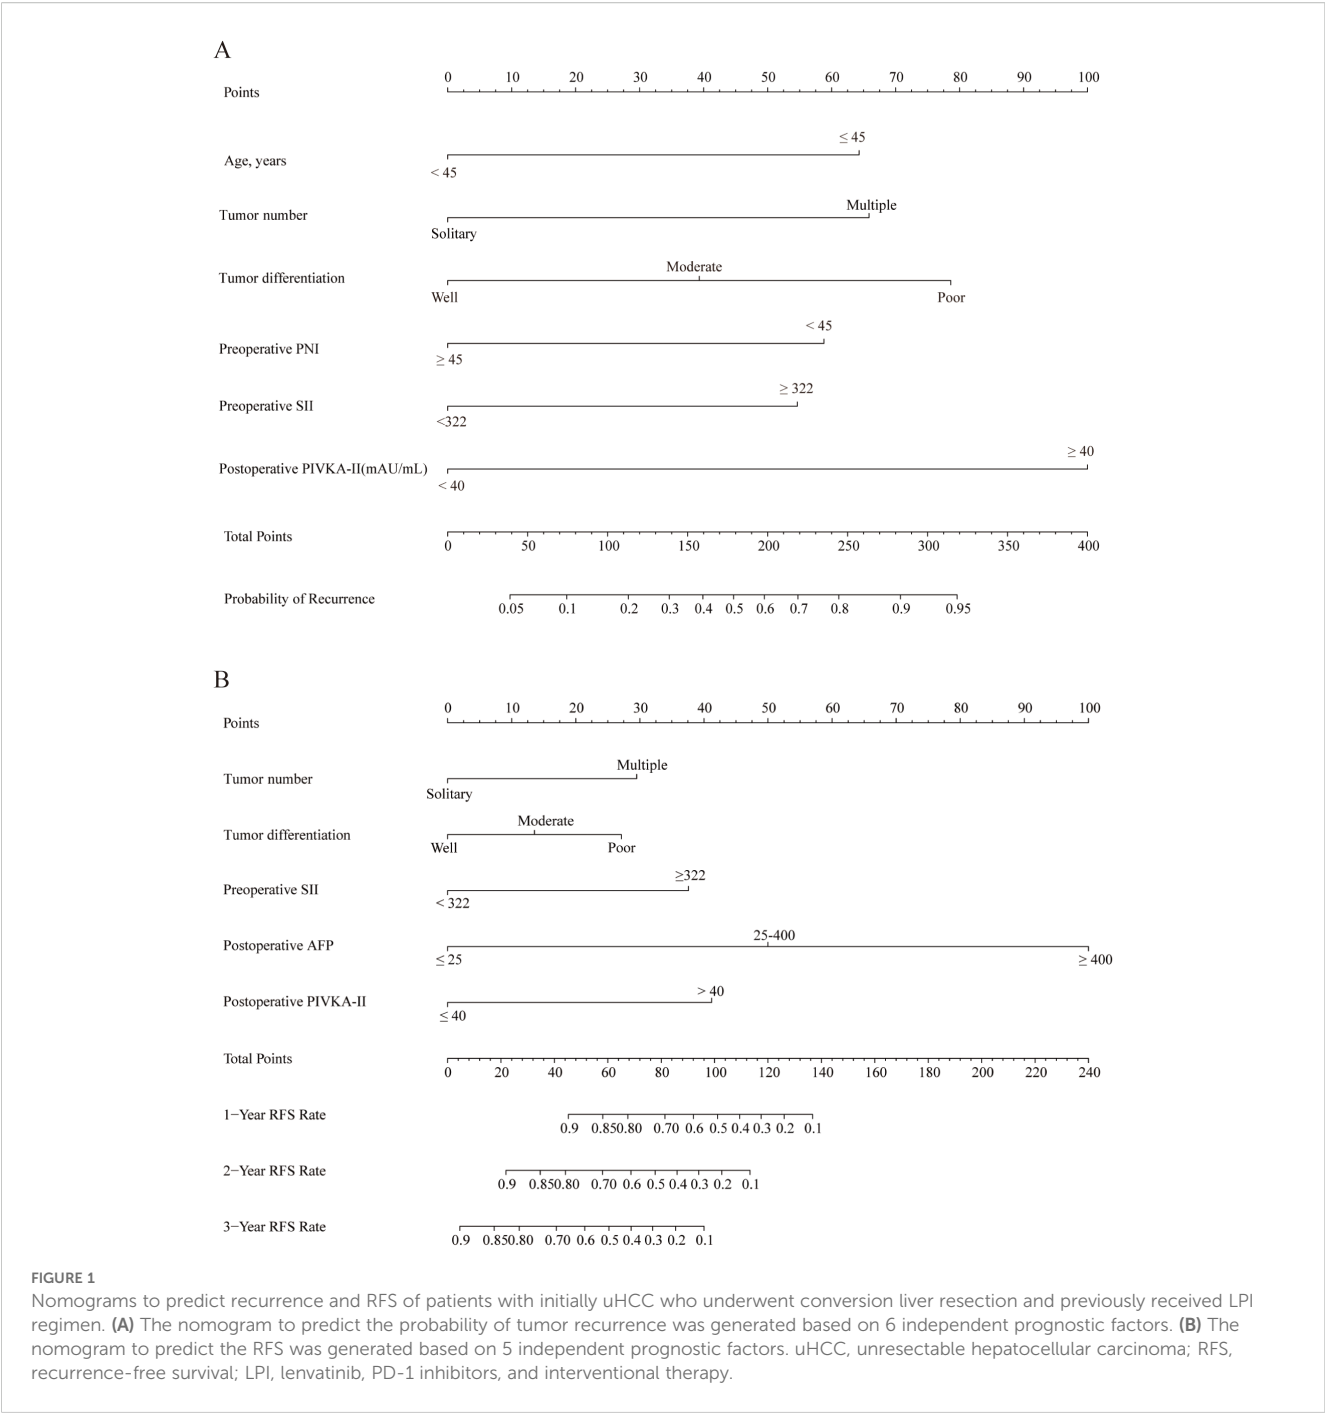 A
0 10 20 30 40 50 60 70 80 90 100
Points
≤ 45
Age, years
< 45
Multiple
Tumor number
Solitary
Moderate
Tumor differentiation
Well Poor
< 45
Preoperative PNI
≥ 45
≥ 322
Preoperative SII
<322
≥ 40
Postoperative PIVKA-II(mAU/mL)
< 40
Total Points
0 50 100 150 200 250 300 350 400
Probability of Recurrence
0.05 0.1 0.2 0.3 0.4 0.5 0.6 0.7 0.8 0.9 0.95
B
0 10 20 30 40 50 60 70 80 90 100
Points
Multiple
Tumor number
Solitary
Moderate
Tumor differentiation
Well Poor
≥322
Preoperative SII
< 322
25-400
Postoperative AFP
≤ 25 ≥ 400
> 40
Postoperative PIVKA-II
≤ 40
Total Points
0 20 40 60 80 100 120 140 160 180 200 220 240
1−Year RFS Rate
0.9 0.850.80 0.70 0.6 0.5 0.4 0.3 0.2 0.1
2−Year RFS Rate
0.9 0.850.80 0.70 0.6 0.5 0.4 0.3 0.2 0.1
3−Year RFS Rate
0.9 0.850.80 0.70 0.6 0.5 0.4 0.3 0.2 0.1
FIGURE 1
Nomograms to predict recurrence and RFS of patients with initially uHCC who underwent conversion liver resection and previously received LPI
regimen. (A) The nomogram to predict the probability of tumor recurrence was generated based on 6 independent prognostic factors. (B) The
nomogram to predict the RFS was generated based on 5 independent prognostic factors. uHCC, unresectable hepatocellular carcinoma; RFS,
recurrence-free survival; LPI, lenvatinib, PD-1 inhibitors, and interventional therapy.